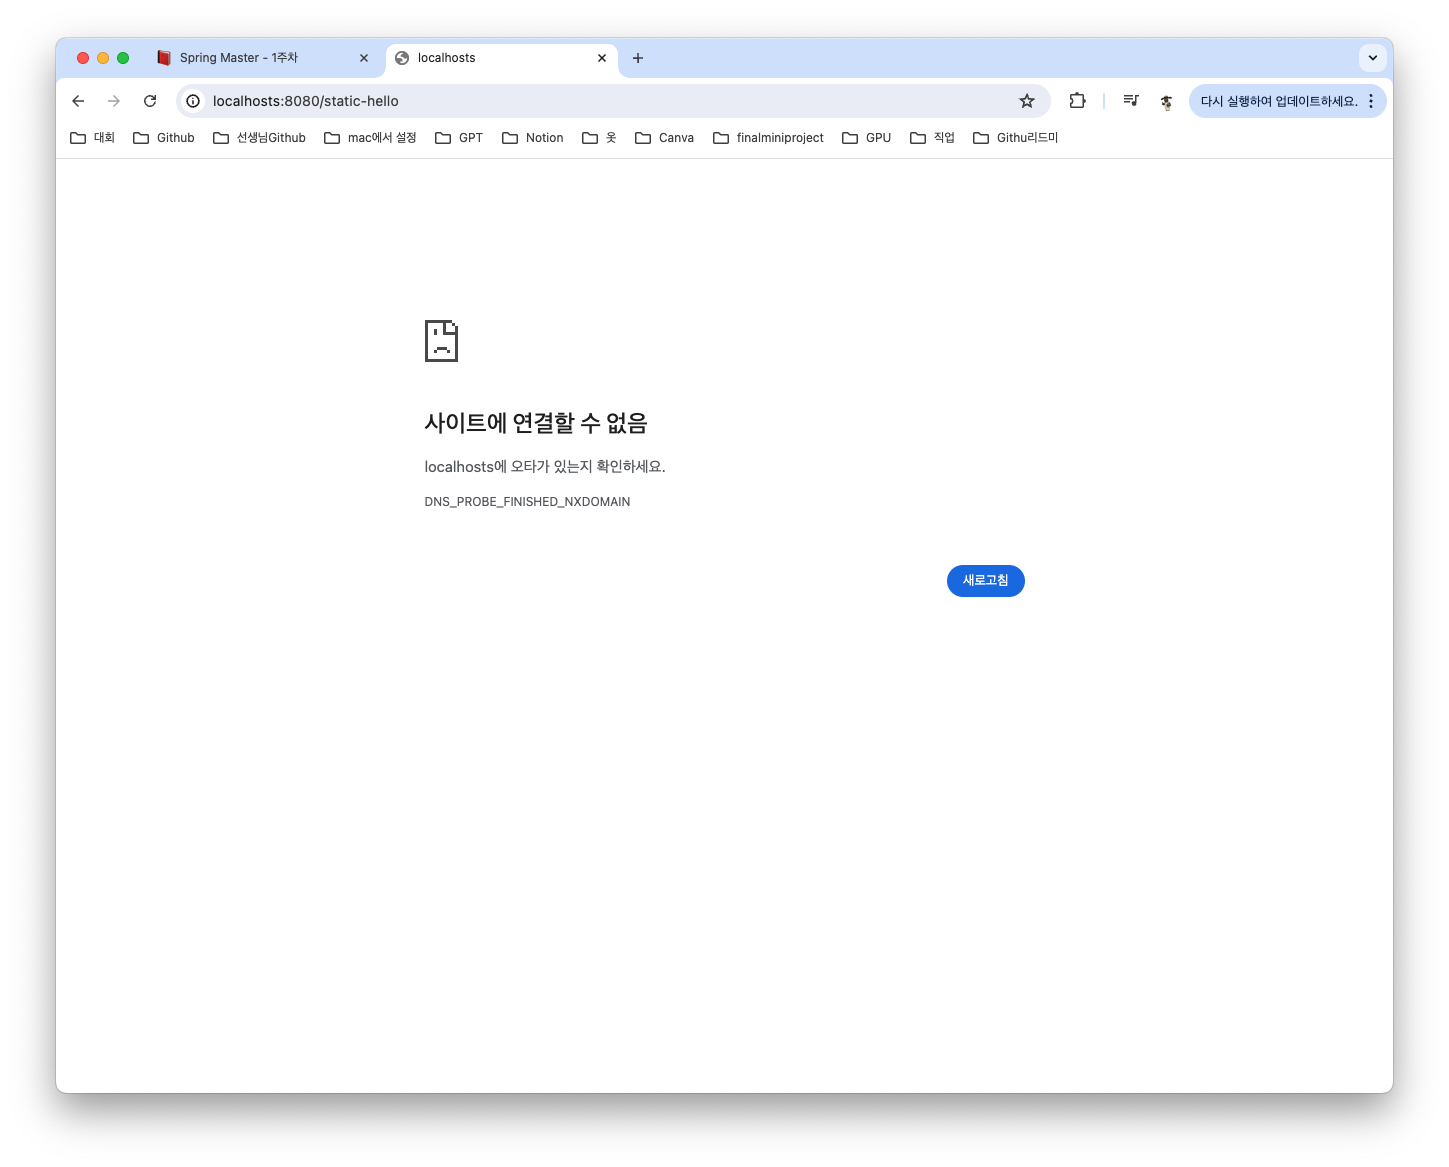 Spring Master - 1주차
localhosts
localhosts:8080/static-hello
다시 실행하여 업데이트하세요.
대회 Github 선생님Github mac에서 설정 GPT Notion 옷 Canva finalminiproject GPU 직업 Githu리드미
사이트에 연결할 수 없음
localhosts에 오타가 있는지 확인하세요.
DNS_PROBE_FINISHED_NXDOMAIN
새로고침